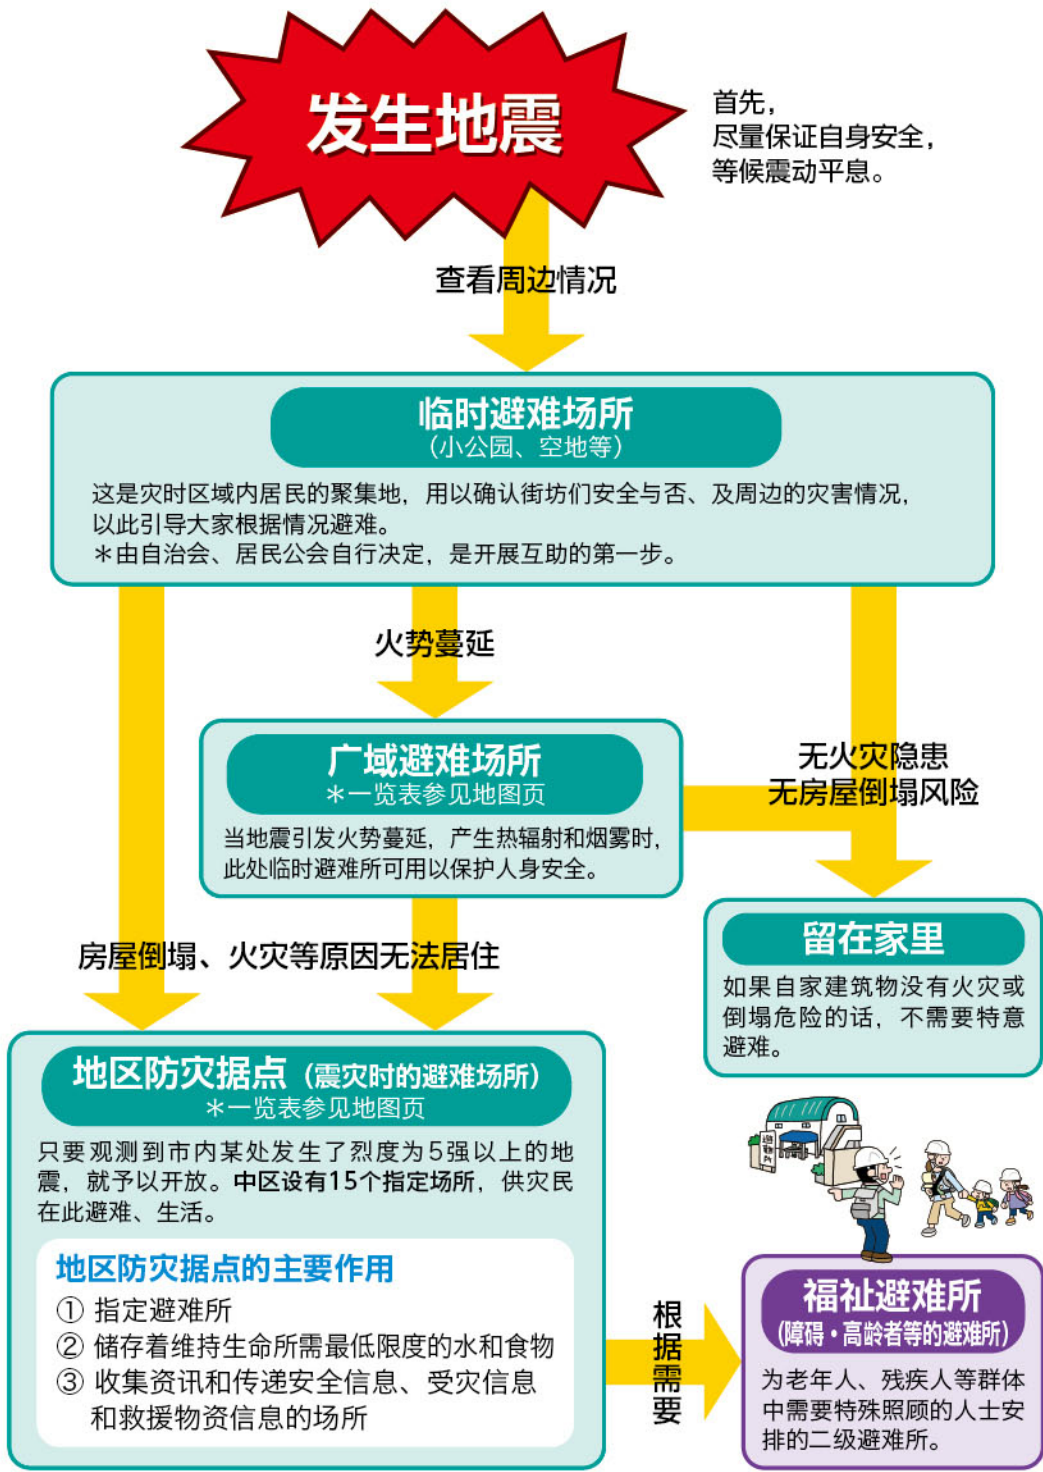 发生地震
首先，
尽量保证自身安全，
等候震动平息。
查看周边情况
临时避难场所
（小公园、空地等）
这是灾时区域内居民的聚集地，用以确认街坊们安全与否、及周边的灾害情况，
以此引导大家根据情况避难。
＊由自治会、居民公会自行决定，是开展互助的第一步。
火势蔓延
广域避难场所
＊一览表参见地图页
当地震引发火势蔓延，产生热辐射和烟雾时，
此处临时避难所可用以保护人身安全。
无火灾隐患
无房屋倒塌风险
留在家里
如果自家建筑物没有火灾或
倒塌危险的话，不需要特意
避难。
房屋倒塌、火灾等原因无法居住
地区防灾据点（震灾时的避难场所）
＊一览表参见地图页
只要观测到市内某处发生了烈度为5强以上的地
震，就予以开放。中区设有15个指定场所，供灾民
在此避难、生活。
地区防灾据点的主要作用
① 指定避难所
② 储存着维持生命所需最低限度的水和食物
③ 收集资讯和传递安全信息、受灾信息
和救援物资信息的场所
根据需要
避難所
福祉避难所
（障碍・高龄者等的避难所）
为老年人、残疾人等群体
中需要特殊照顾的人士安
排的二级避难所。